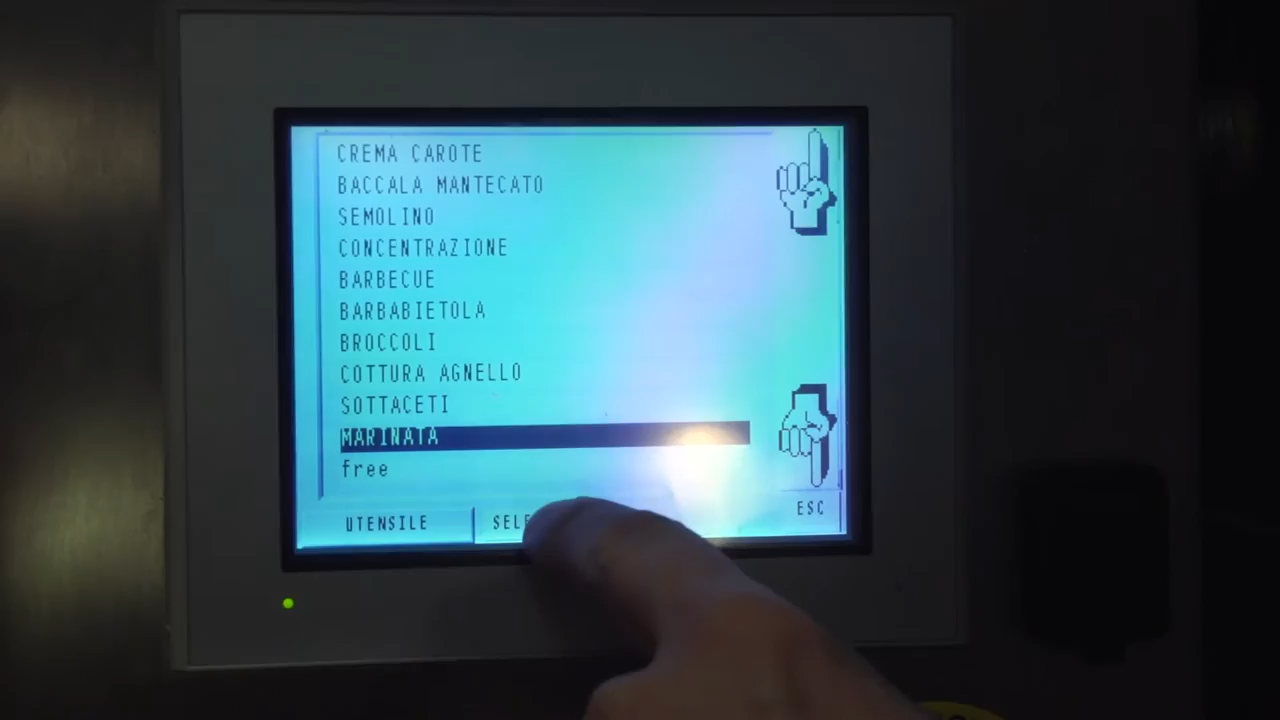 CREMA CAROTE
BACCALA MANTECATO
SEMOLINO
CONCENTRAZIONE
BARBECUE
BARBABIETOLA
BROCCOLI
COTTURA AGNELLO
SOTTACETI
MARINATA
free
ESC
UTENSILE